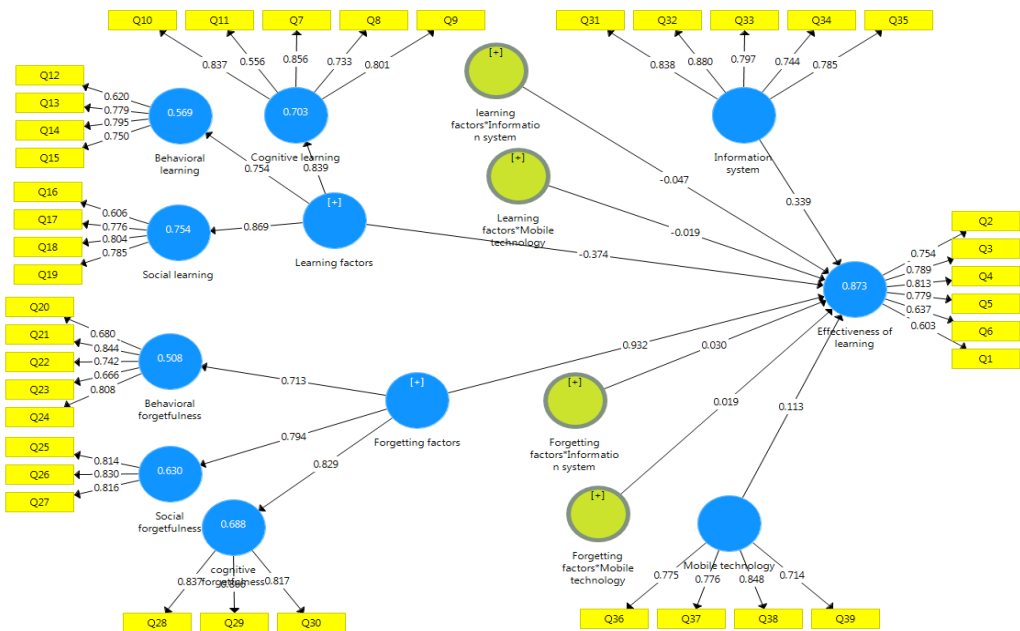 Q10
Q11
Q7
Q8
Q9
Q31
Q32
Q33
Q34
Q35
0.837
0.556
0.856
0.733
0.801
0.838
0.880
0.797
0.744
0.785
[+]
learning
factors*Informatio
n system
Q12
Q13
Q14
Q15
0.620
0.779
0.795
0.750
0.569
Behavioral
learning
0.703
Cognitive learning
0.754
0.839
Information
system
[+]
Learning
factors*Mobile
technology
-0.047
-0.019
0.339
Q16
Q17
Q18
Q19
0.606
0.776
0.804
0.785
0.754
Social learning
0.869
[+]
Learning factors
-0.374
0.873
Effectiveness of
learning
0.754
0.789
0.813
0.779
0.637
0.603
Q2
Q3
Q4
Q5
Q6
Q1
Q20
Q21
Q22
Q23
Q24
0.680
0.844
0.742
0.666
0.808
0.508
Behavioral
forgetfulness
0.713
[+]
Forgetting factors
0.932
0.030
[+]
Forgetting
factors*Informatio
n system
0.019
0.113
Q25
Q26
Q27
0.814
0.830
0.816
0.630
Social
forgetfulness
0.794
0.829
0.688
cognitive
forgetfulness
[+]
Forgetting
factors*Mobile
technology
Mobile technology
0.837
0.817
Q28
Q29
Q30
0.775
0.776
0.848
0.714
Q36
Q37
Q38
Q39